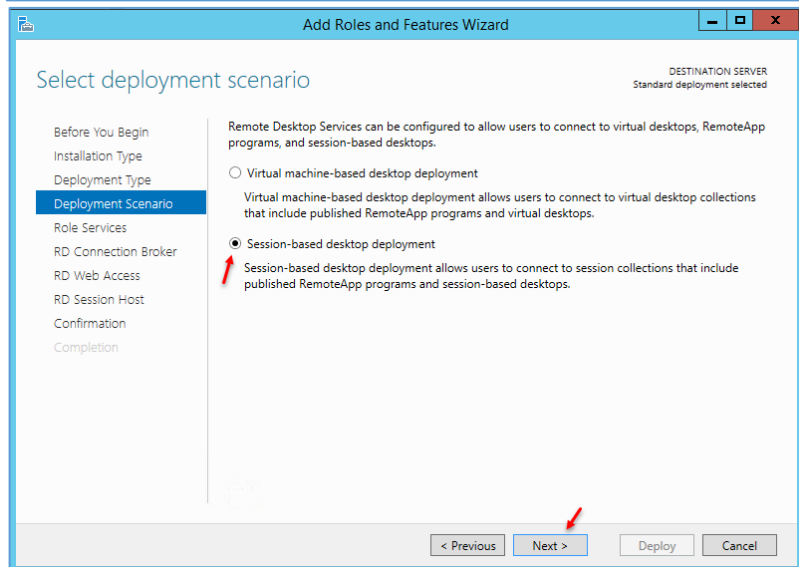 Add Roles and Features Wizard
Select deployment scenario
DESTINATION SERVER
Standard deployment selected
Before You Begin
Installation Type
Deployment Type
Deployment Scenario
Role Services
RD Connection Broker
RD Web Access
RD Session Host
Confirmation
Completion
Remote Desktop Services can be configured to allow users to connect to virtual desktops, RemoteApp
programs, and session-based desktops.
Virtual machine-based desktop deployment
Virtual machine-based desktop deployment allows users to connect to virtual desktop collections
that include published RemoteApp programs and virtual desktops.
Session-based desktop deployment
Session-based desktop deployment allows users to connect to session collections that include
published RemoteApp programs and session-based desktops.
< Previous
Next >
Deploy
Cancel